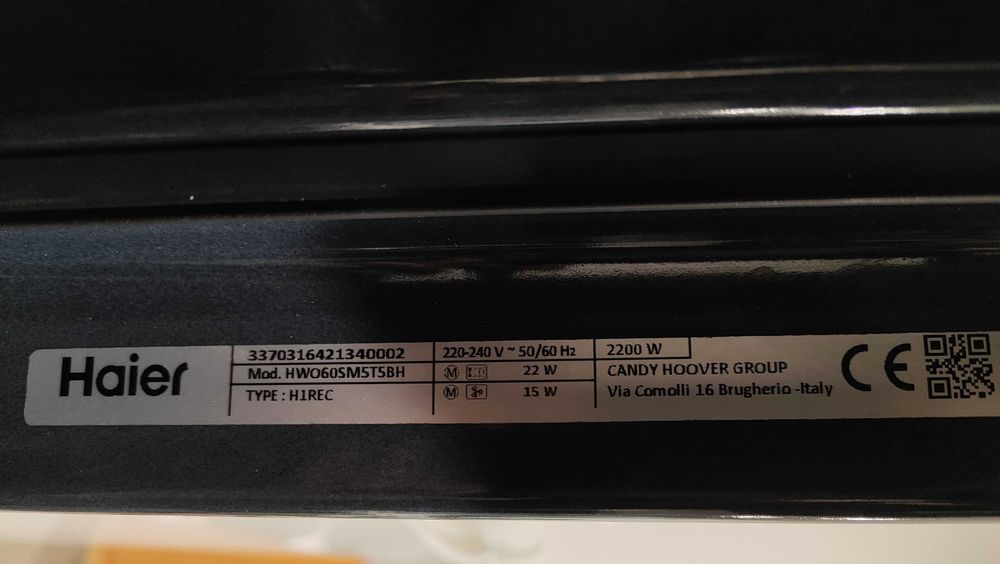 Haier
3370316421340002
Mod. HWO60SM5T5BH
TYPE : H1REC
220-240 V ~ 50/60 Hz
M 22 W
M 15 W
2200 W
CANDY HOOVER GROUP
Via Comolli 16 Brugherio -Italy
CE